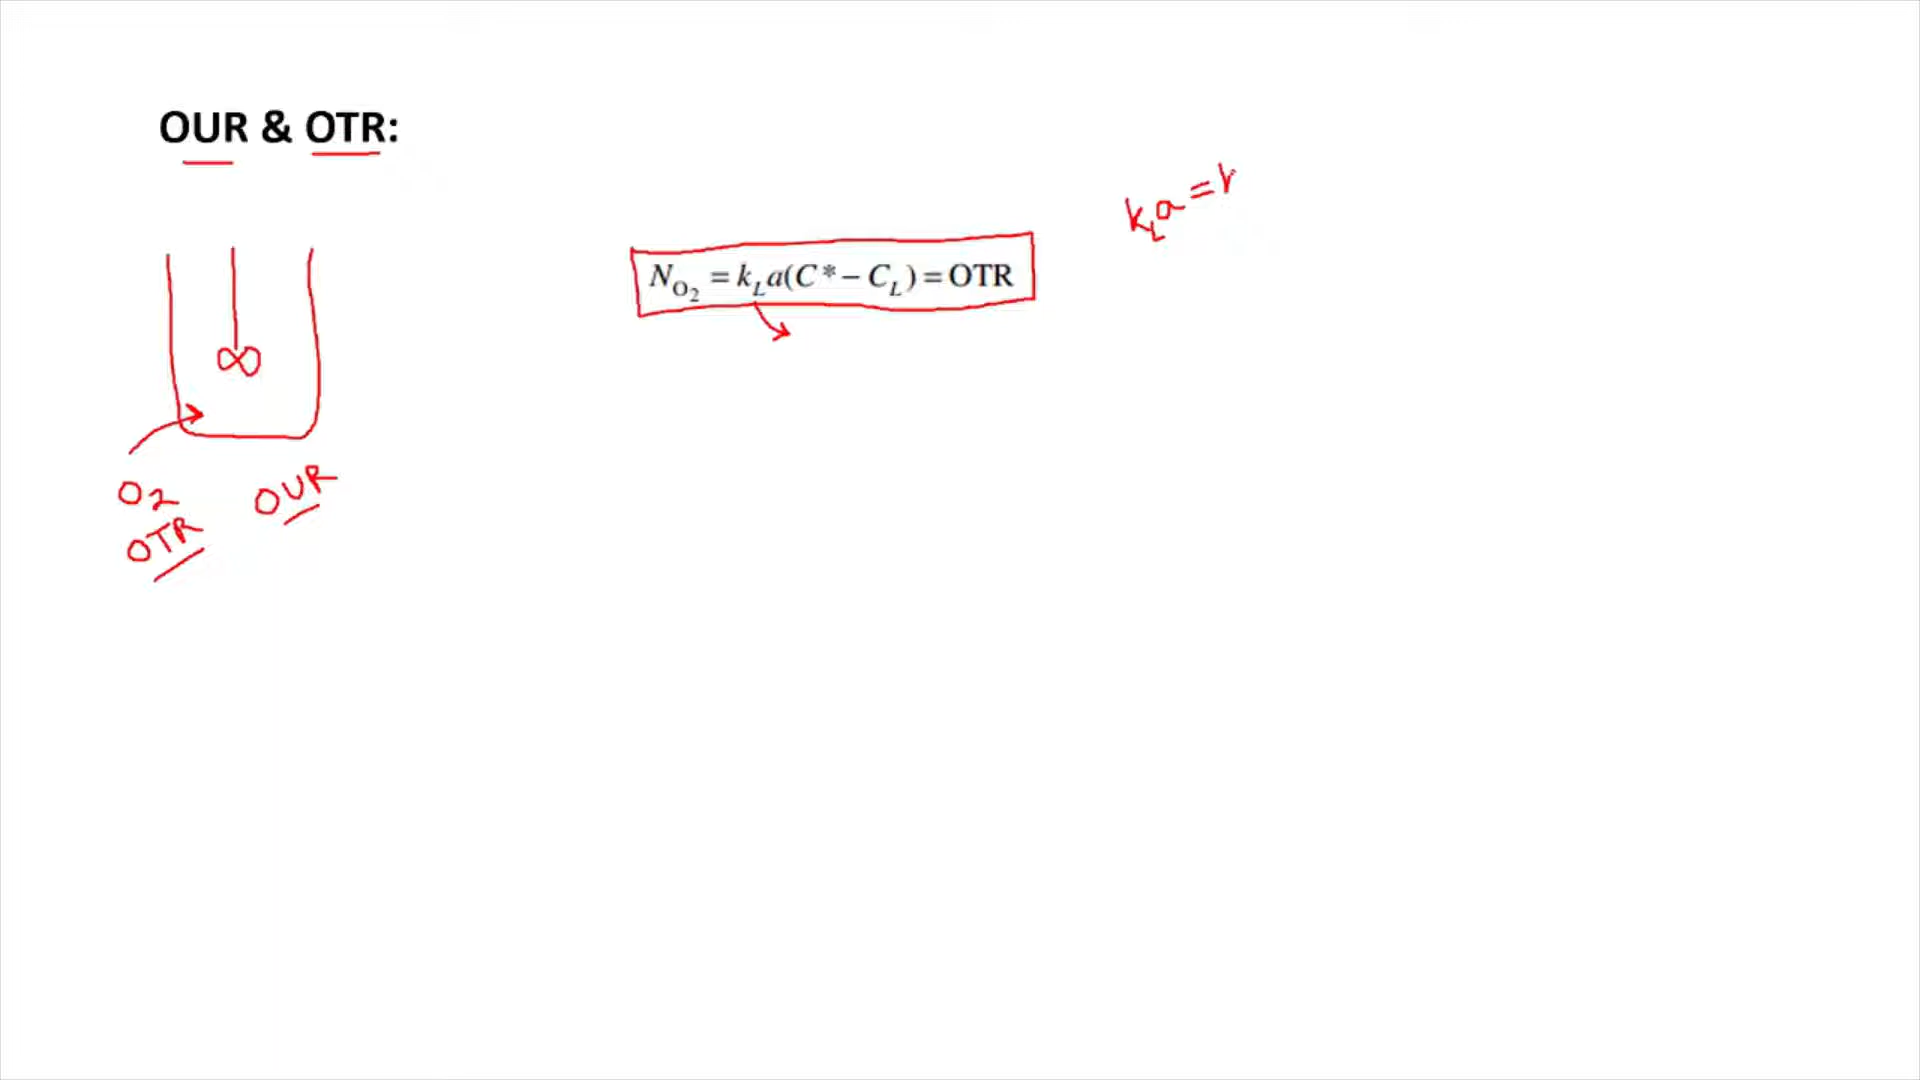 OUR & OTR:
k_L a = k
N_O₂ = k_L a(C* − C_L) = OTR
O2
OUR
OTR